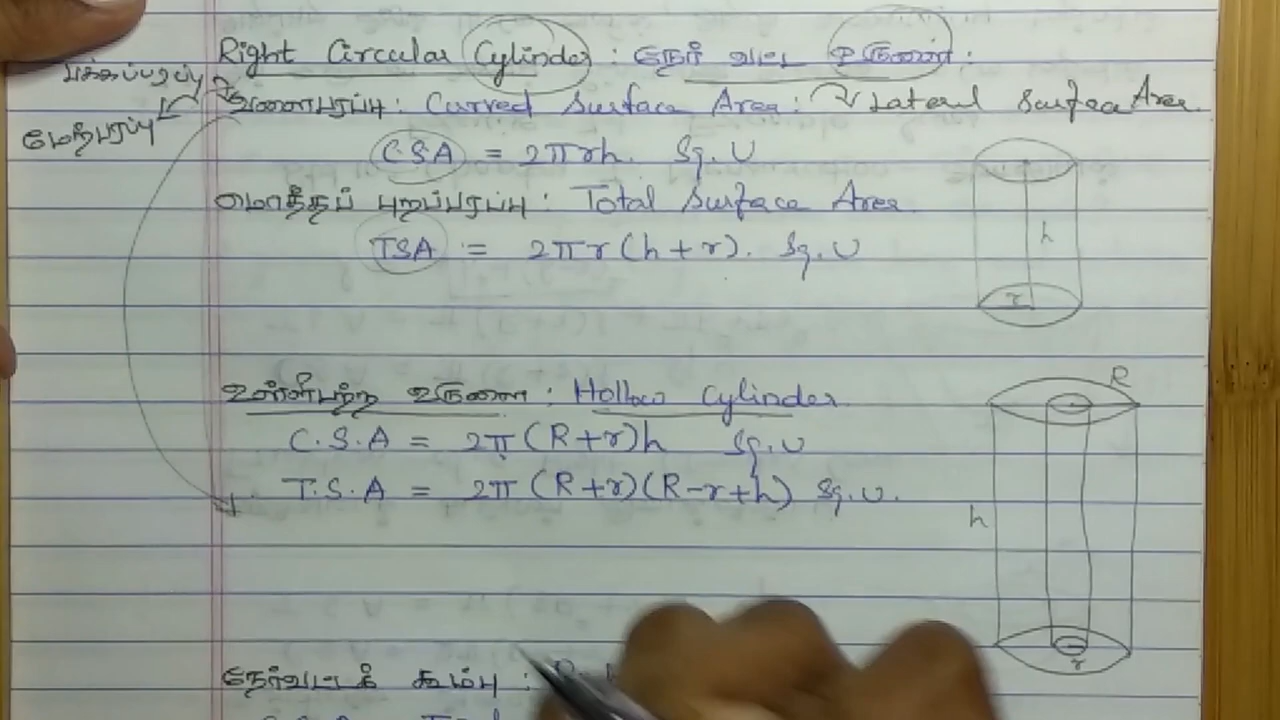 Right Circular Cylinder : நேர் வட்ட உருளை :
பக்கப்பரப்பு
வளைபரப்பு : Curved Surface Area : Lateral Surface Area
மேற்பரப்பு
C.S.A = 2πrh. Sq. U
மொத்தப் புறப்பரப்பு : Total Surface Area
TSA = 2πr (h + r). Sq. U
h
r
உள்ளீடற்ற உருளை : Hollow Cylinder
R
C.S.A = 2π (R+r)h Sq. U
T.S.A = 2π (R+r)(R-r+h) Sq. U.
h
r
நேர்வட்டக் கூம்பு :